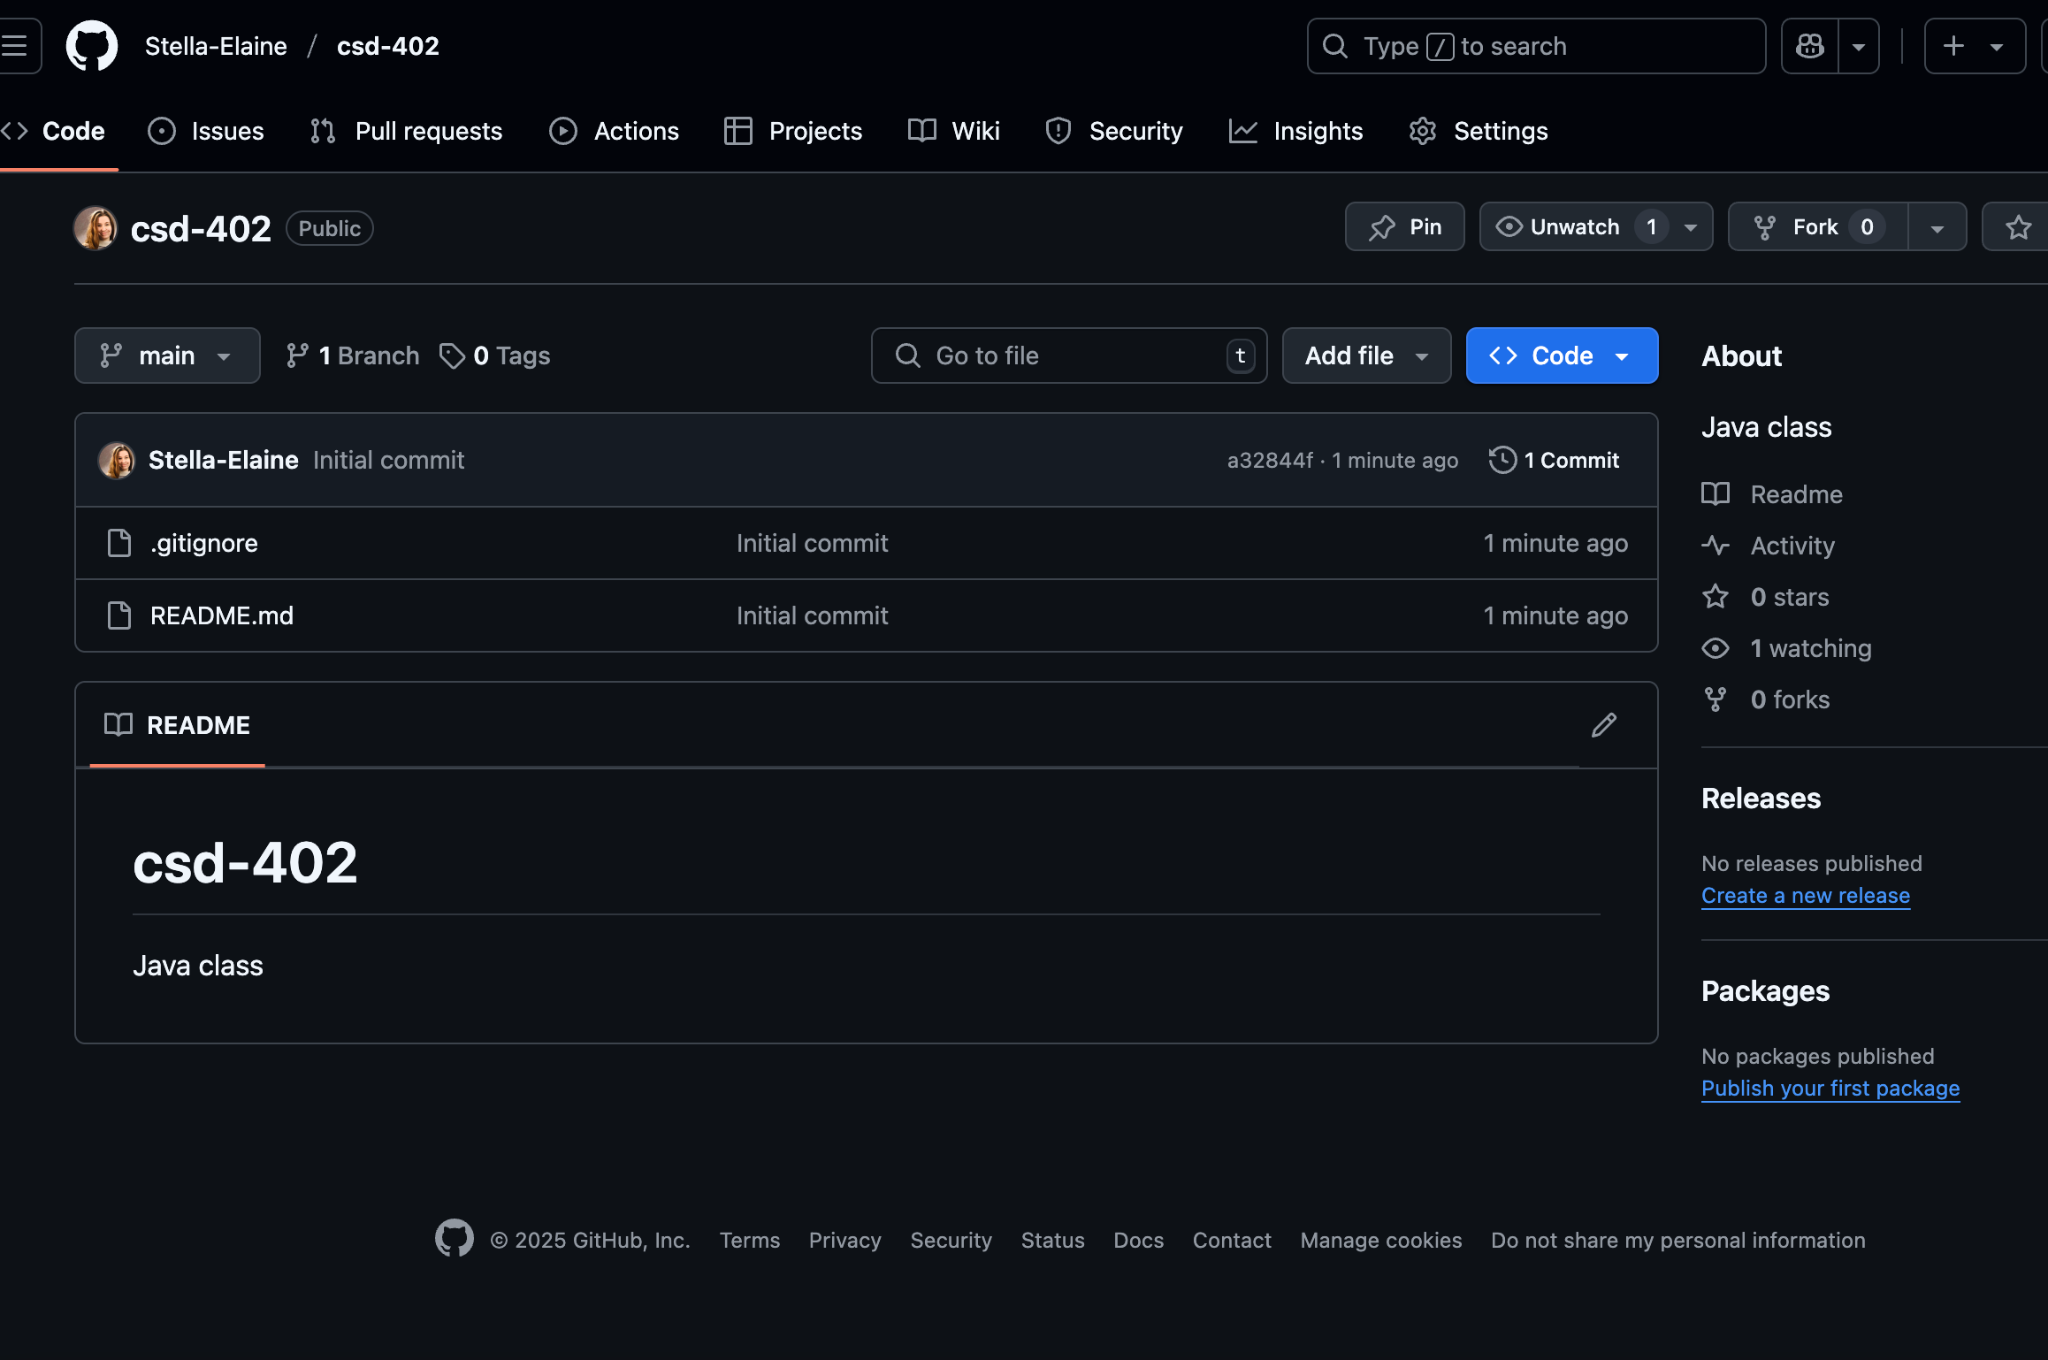 Stella-Elaine / csd-402
Type / to search
Code Issues Pull requests Actions Projects Wiki Security Insights Settings
csd-402 Public
Pin Unwatch 1 Fork 0
main 1 Branch 0 Tags Go to file t Add file Code
Stella-Elaine Initial commit a32844f · 1 minute ago 1 Commit
.gitignore Initial commit 1 minute ago
README.md Initial commit 1 minute ago
README
csd-402
Java class
About
Java class
Readme
Activity
0 stars
1 watching
0 forks
Releases
No releases published
Create a new release
Packages
No packages published
Publish your first package
© 2025 GitHub, Inc. Terms Privacy Security Status Docs Contact Manage cookies Do not share my personal information